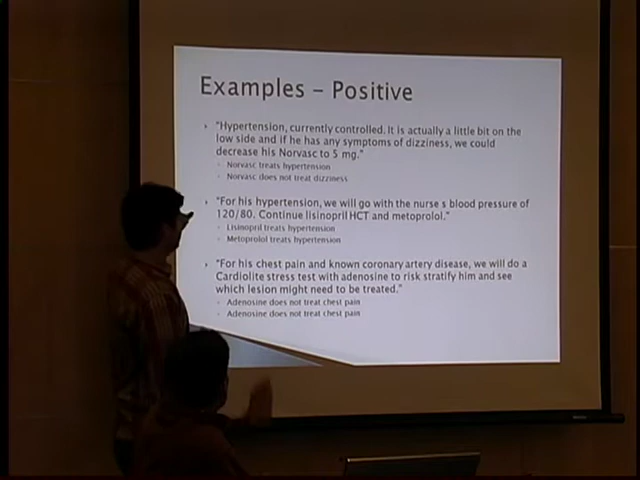 Examples – Positive
"Hypertension, currently controlled. It is actually a little bit on the
low side and if he has any symptoms of dizziness, we could
decrease his Norvasc to 5 mg."
Norvasc treats hypertension
Norvasc does not treat dizziness
"For his hypertension, we will go with the nurse s blood pressure of
120/80. Continue lisinopril HCT and metoprolol."
Lisinopril treats hypertension
Metoprolol treats hypertension
"For his chest pain and known coronary artery disease, we will do a
Cardiolite stress test with adenosine to risk stratify him and see
which lesion might need to be treated."
Adenosine does not treat chest pain
Adenosine does not treat chest pain